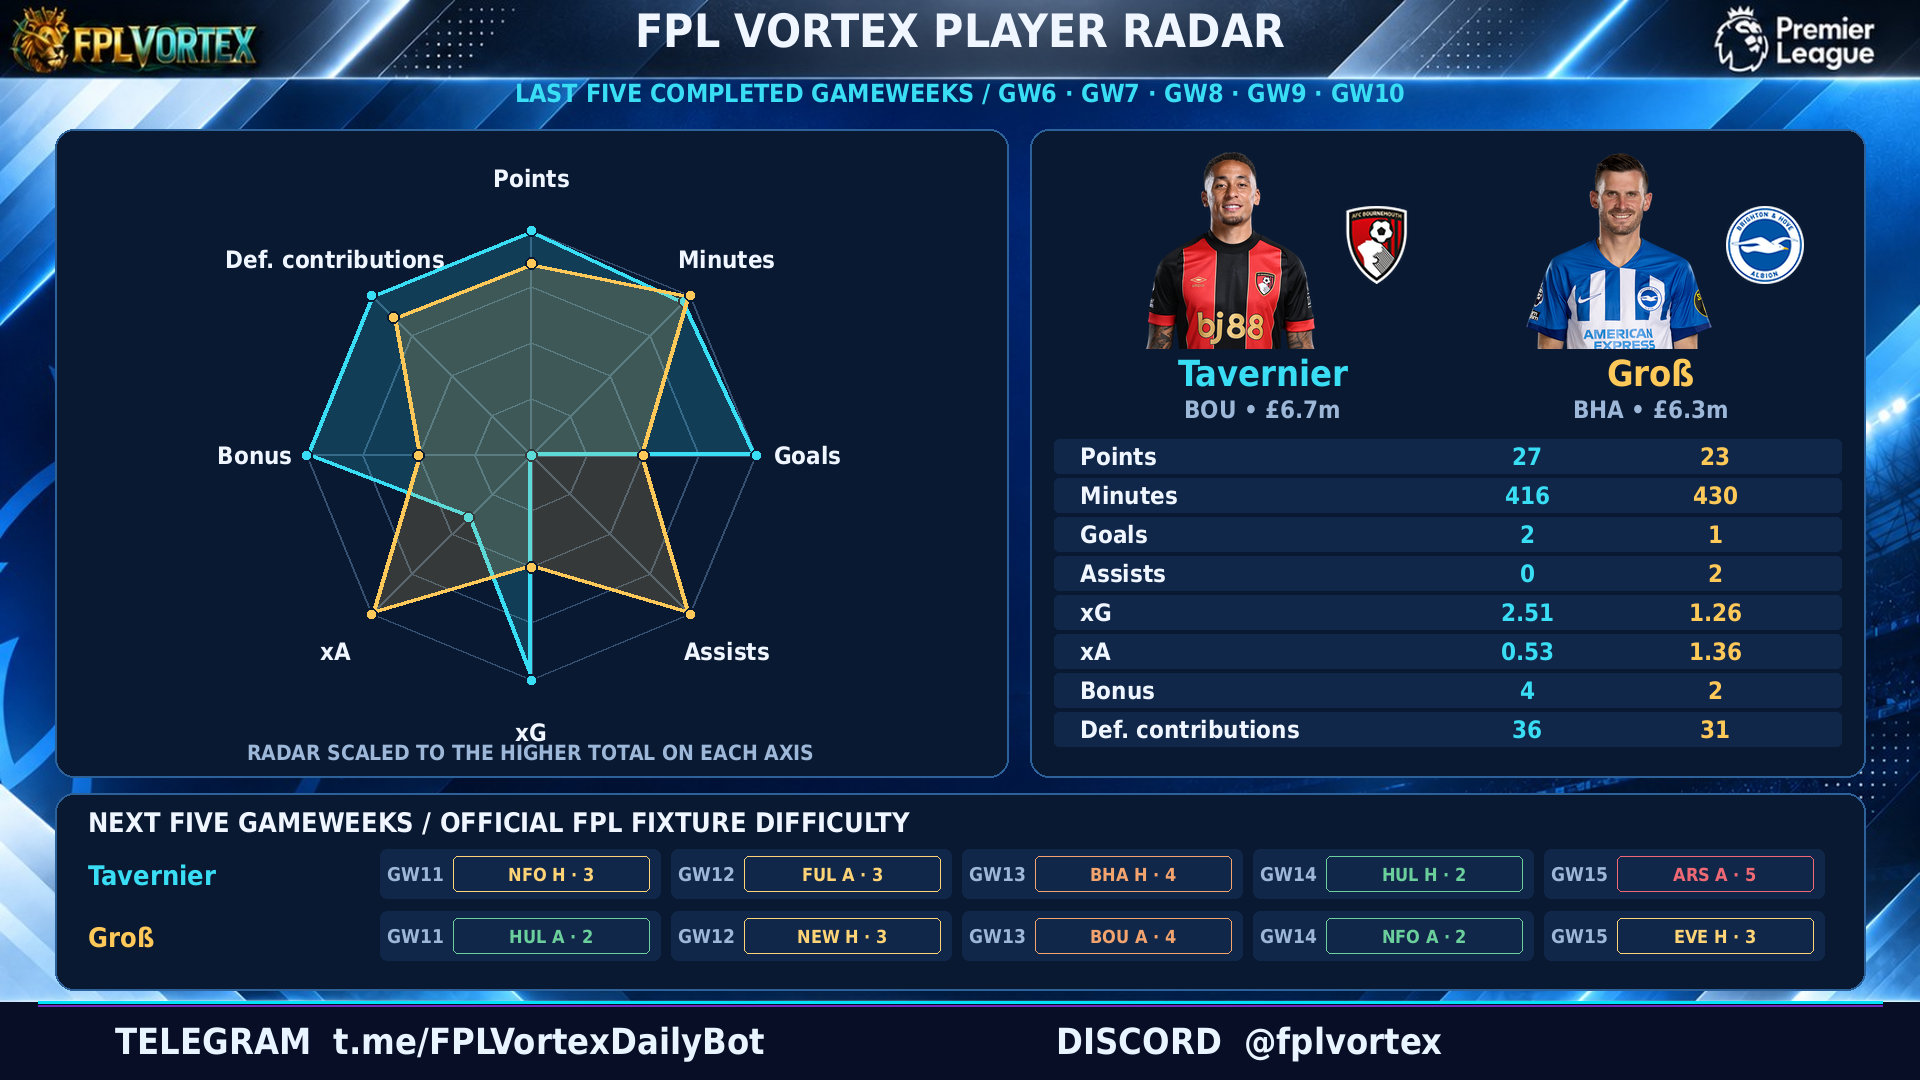 FPLVORTEX
FPL VORTEX PLAYER RADAR
Premier
League
LAST FIVE COMPLETED GAMEWEEKS / GW6 · GW7 · GW8 · GW9 · GW10
Points
Def. contributions
Minutes
Bonus
Goals
xA
Assists
xG
RADAR SCALED TO THE HIGHER TOTAL ON EACH AXIS
AFC BOURNEMOUTH
bj88
BRIGHTON & HOVE
ALBION
AMERICAN
EXPRESS
Tavernier
Groß
BOU • £6.7m
BHA • £6.3m
Points 27 23
Minutes 416 430
Goals 2 1
Assists 0 2
xG 2.51 1.26
xA 0.53 1.36
Bonus 4 2
Def. contributions 36 31
NEXT FIVE GAMEWEEKS / OFFICIAL FPL FIXTURE DIFFICULTY
Tavernier GW11 NFO H · 3 GW12 FUL A · 3 GW13 BHA H · 4 GW14 HUL H · 2 GW15 ARS A · 5
Groß GW11 HUL A · 2 GW12 NEW H · 3 GW13 BOU A · 4 GW14 NFO A · 2 GW15 EVE H · 3
TELEGRAM t.me/FPLVortexDailyBot
DISCORD @fplvortex